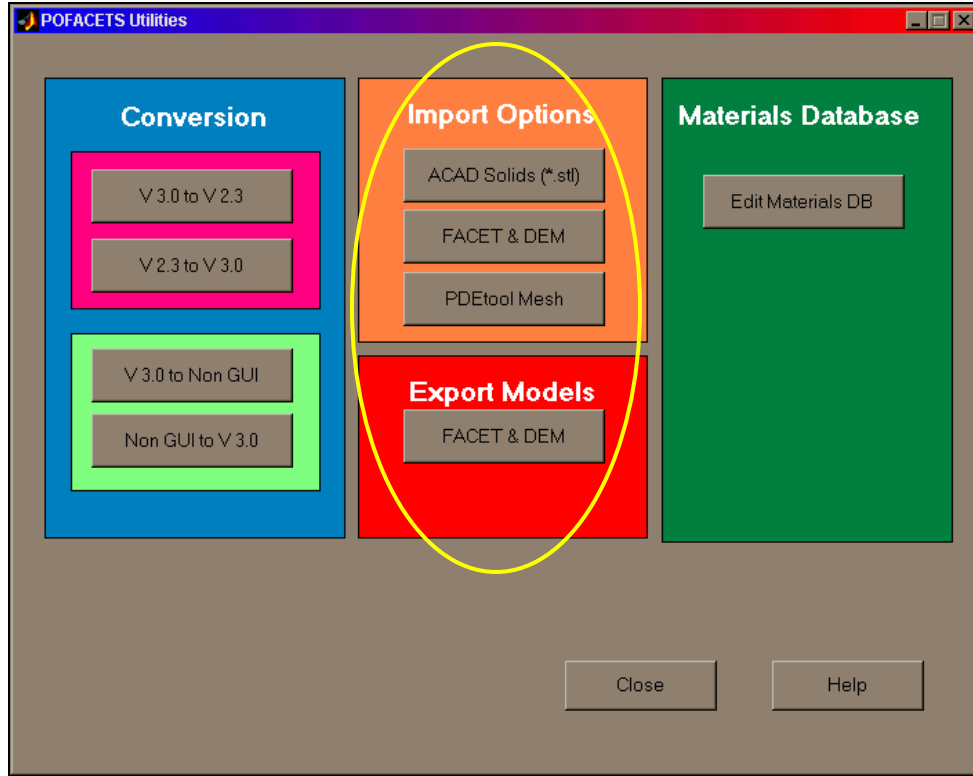 POFACETS Utilities
Conversion
V 3.0 to V 2.3
V 2.3 to V 3.0
V 3.0 to Non GUI
Non GUI to V 3.0
Import Options
ACAD Solids (*.stl)
FACET & DEM
PDEtool Mesh
Export Models
FACET & DEM
Materials Database
Edit Materials DB
Close
Help